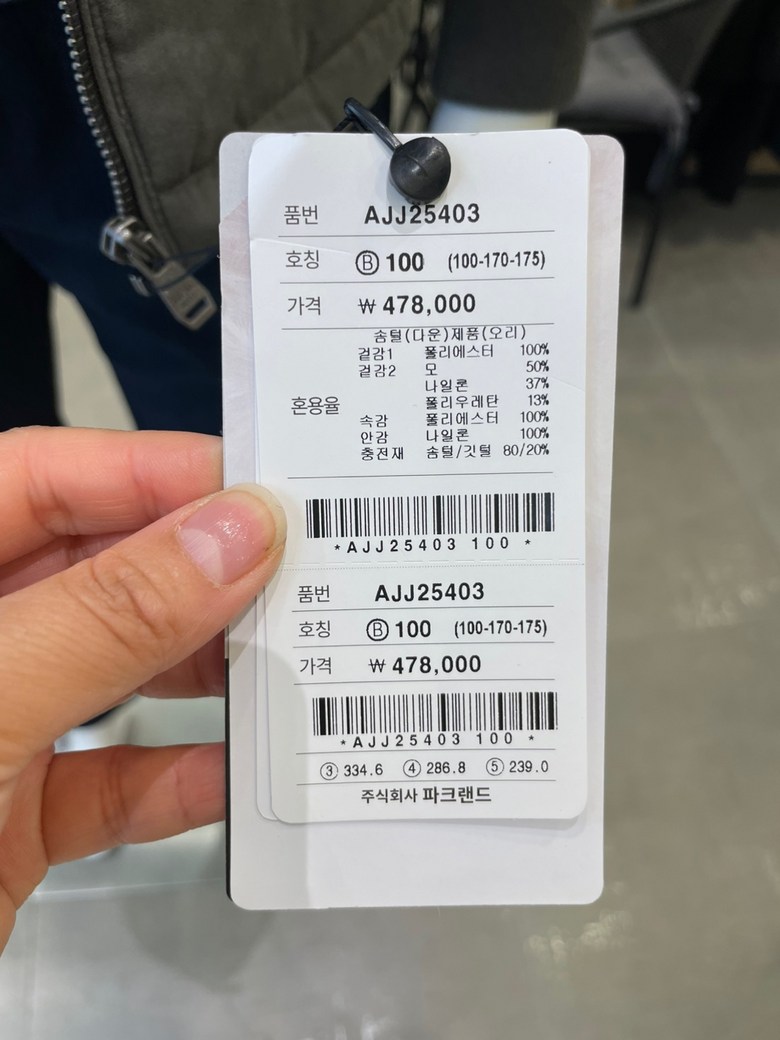 품번 AJJ25403
호칭 Ⓑ 100 (100-170-175)
가격 ₩ 478,000
솜털(다운)제품(오리)
겉감1 폴리에스터 100%
겉감2 모 50%
나일론 37%
혼용율 폴리우레탄 13%
속감 폴리에스터 100%
안감 나일론 100%
충전재 솜털/깃털 80/20%
*AJJ25403 100 *
품번 AJJ25403
호칭 Ⓑ 100 (100-170-175)
가격 ₩ 478,000
*AJJ25403 100 *
③ 334.6 ④ 286.8 ⑤ 239.0
주식회사 파크랜드